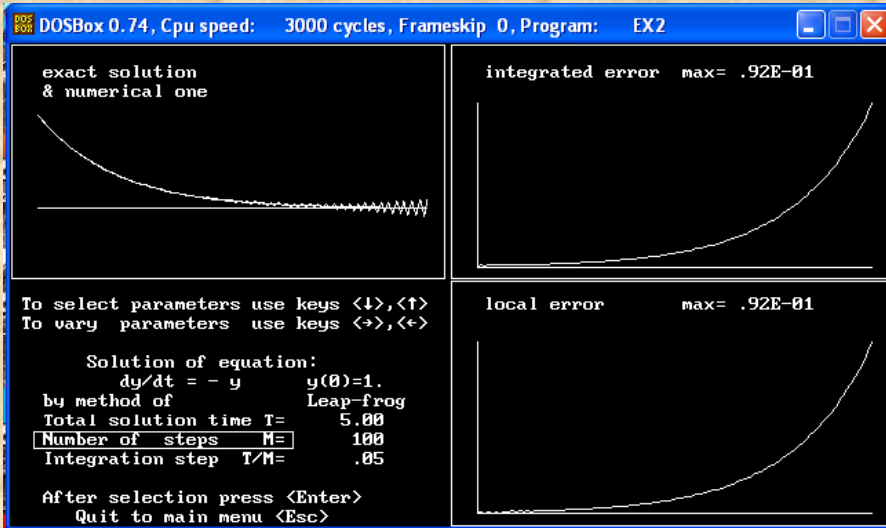 DOSBox 0.74, Cpu speed: 3000 cycles, Frameskip 0, Program: EX2
exact solution
& numerical one
integrated error max= .92E-01
To select parameters use keys <↓>,<↑>
To vary parameters use keys <→>,<←>
Solution of equation:
dy/dt = - y y(0)=1.
by method of Leap-frog
Total solution time T= 5.00
Number of steps M= 100
Integration step T/M= .05
After selection press <Enter>
Quit to main menu <Esc>
local error max= .92E-01